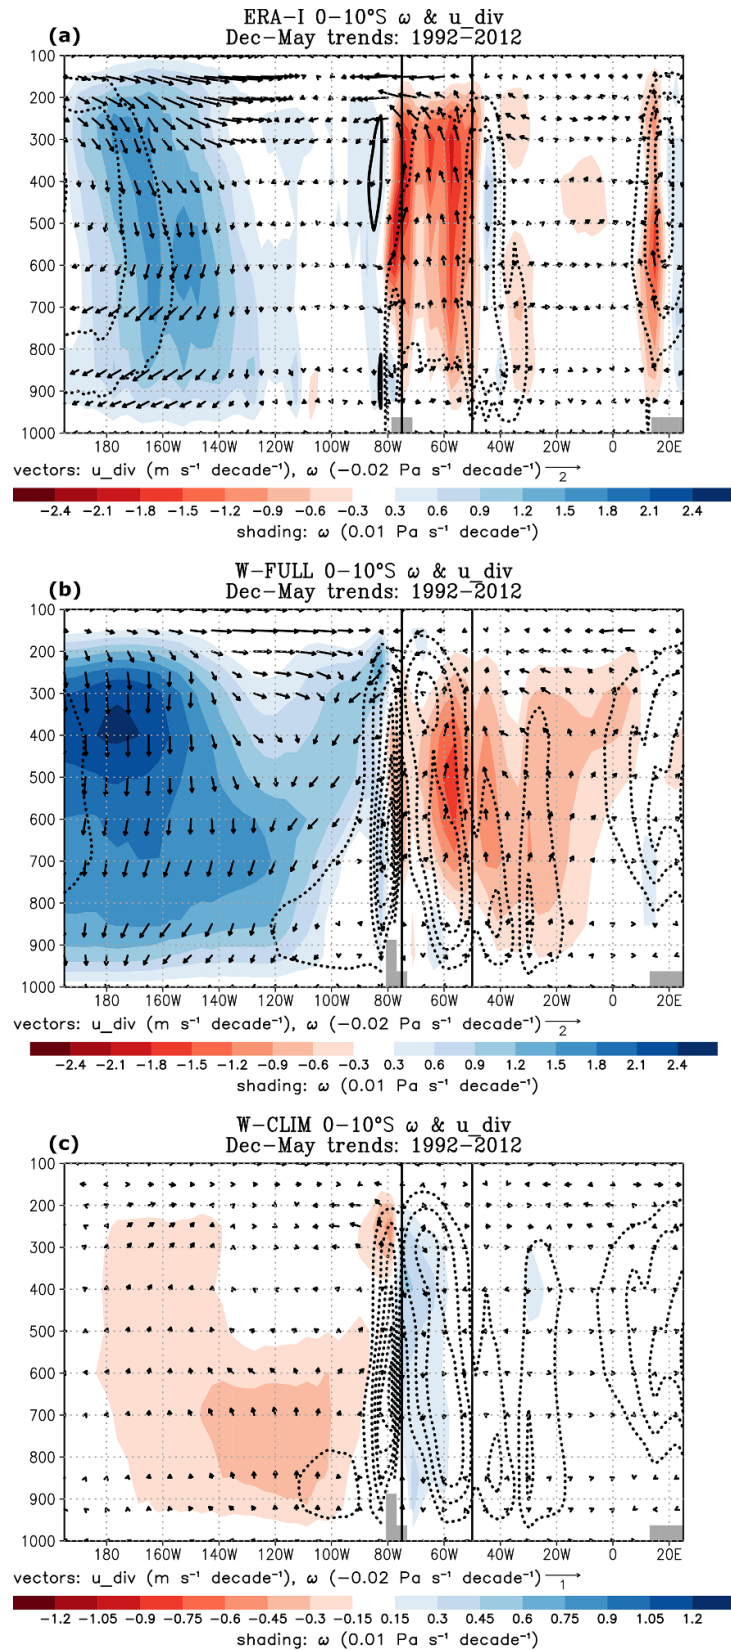 ERA-I 0-10°S ω & u_div
(a) Dec-May trends: 1992-2012
100
200
300
400
500
600
700
800
900
1000
180 160W 140W 120W 100W 80W 60W 40W 20W 0 20E
vectors: u_div (m s⁻¹ decade⁻¹), ω (-0.02 Pa s⁻¹ decade⁻¹) 2
-2.4 -2.1 -1.8 -1.5 -1.2 -0.9 -0.6 -0.3 0.3 0.6 0.9 1.2 1.5 1.8 2.1 2.4
shading: ω (0.01 Pa s⁻¹ decade⁻¹)
W-FULL 0-10°S ω & u_div
(b) Dec-May trends: 1992-2012
100
200
300
400
500
600
700
800
900
1000
180 160W 140W 120W 100W 80W 60W 40W 20W 0 20E
vectors: u_div (m s⁻¹ decade⁻¹), ω (-0.02 Pa s⁻¹ decade⁻¹) 2
-2.4 -2.1 -1.8 -1.5 -1.2 -0.9 -0.6 -0.3 0.3 0.6 0.9 1.2 1.5 1.8 2.1 2.4
shading: ω (0.01 Pa s⁻¹ decade⁻¹)
W-CLIM 0-10°S ω & u_div
(c) Dec-May trends: 1992-2012
100
200
300
400
500
600
700
800
900
1000
180 160W 140W 120W 100W 80W 60W 40W 20W 0 20E
vectors: u_div (m s⁻¹ decade⁻¹), ω (-0.02 Pa s⁻¹ decade⁻¹) 1
-1.2 -1.05 -0.9 -0.75 -0.6 -0.45 -0.3 -0.15 0.15 0.3 0.45 0.6 0.75 0.9 1.05 1.2
shading: ω (0.01 Pa s⁻¹ decade⁻¹)